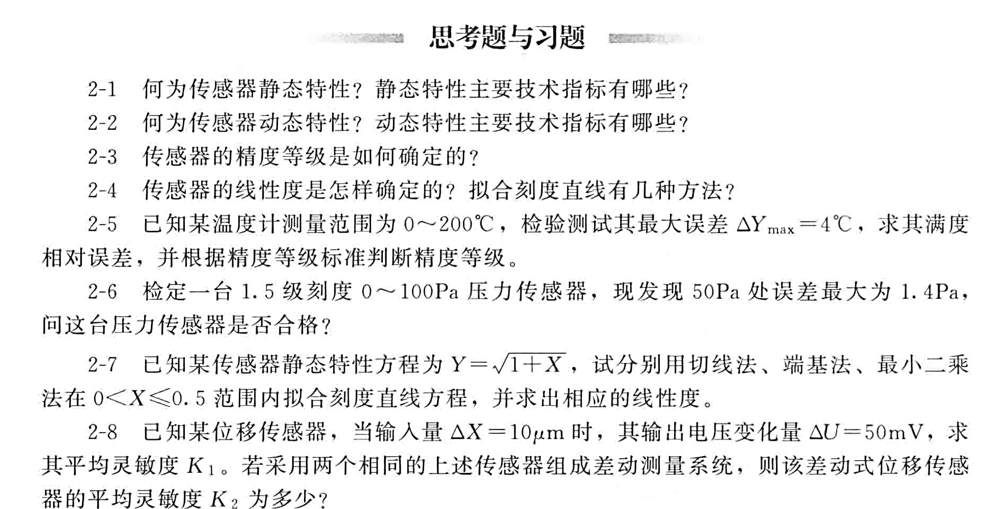 思考题与习题
2-1 何为传感器静态特性？静态特性主要技术指标有哪些？
2-2 何为传感器动态特性？动态特性主要技术指标有哪些？
2-3 传感器的精度等级是如何确定的？
2-4 传感器的线性度是怎样确定的？拟合刻度直线有几种方法？
2-5 已知某温度计测量范围为 0～200℃，检验测试其最大误差 ΔYmax＝4℃，求其满度
相对误差，并根据精度等级标准判断精度等级。
2-6 检定一台 1.5 级刻度 0～100Pa 压力传感器，现发现 50Pa 处误差最大为 1.4Pa，
问这台压力传感器是否合格？
2-7 已知某传感器静态特性方程为 Y＝√1＋X，试分别用切线法、端基法、最小二乘
法在 0＜X≤0.5 范围内拟合刻度直线方程，并求出相应的线性度。
2-8 已知某位移传感器，当输入量 ΔX＝10μm 时，其输出电压变化量 ΔU＝50mV，求
其平均灵敏度 K1。若采用两个相同的上述传感器组成差动测量系统，则该差动式位移传感
器的平均灵敏度 K2 为多少？